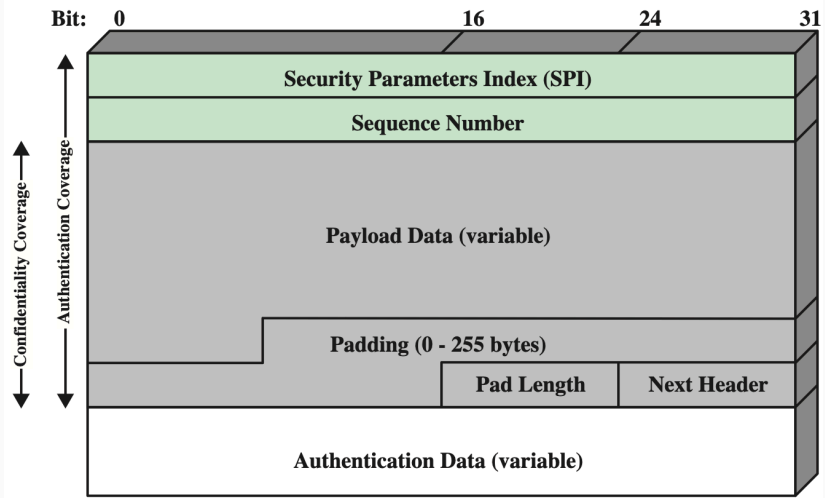 Bit: 0 16 24 31
Security Parameters Index (SPI)
Sequence Number
Confidentiality Coverage
Authentication Coverage
Payload Data (variable)
Padding (0 - 255 bytes)
Pad Length Next Header
Authentication Data (variable)